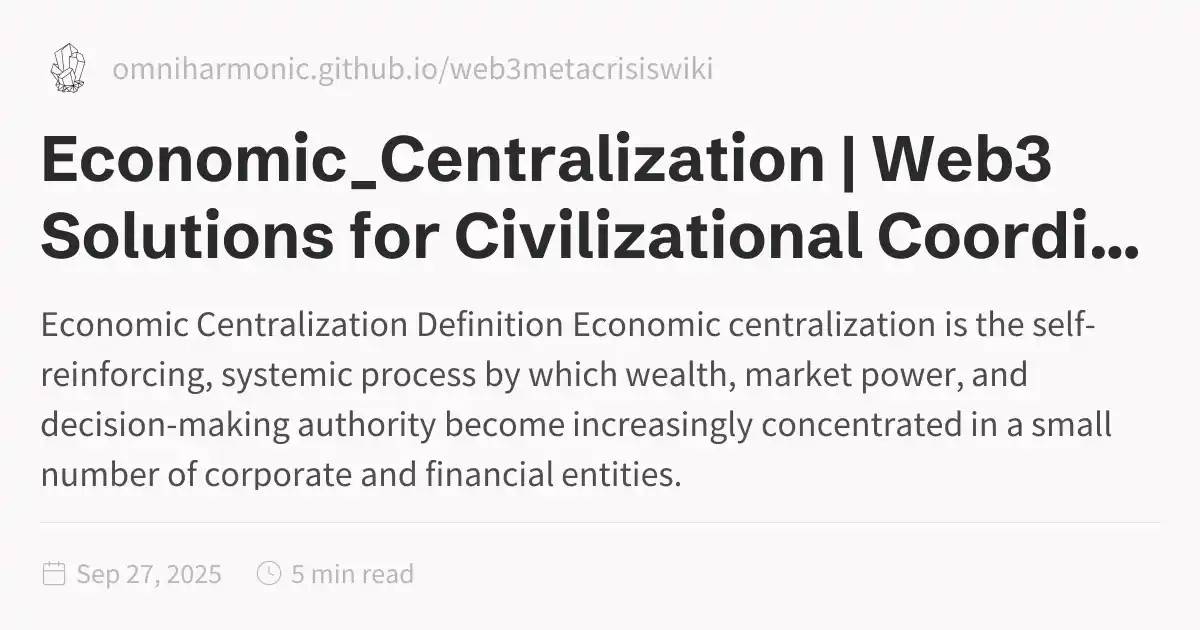 omniharmonic.github.io/web3metacrisiswiki
Economic_Centralization | Web3
Solutions for Civilizational Coordi...
Economic Centralization Definition Economic centralization is the self-
reinforcing, systemic process by which wealth, market power, and
decision-making authority become increasingly concentrated in a small
number of corporate and financial entities.
Sep 27, 2025
5 min read